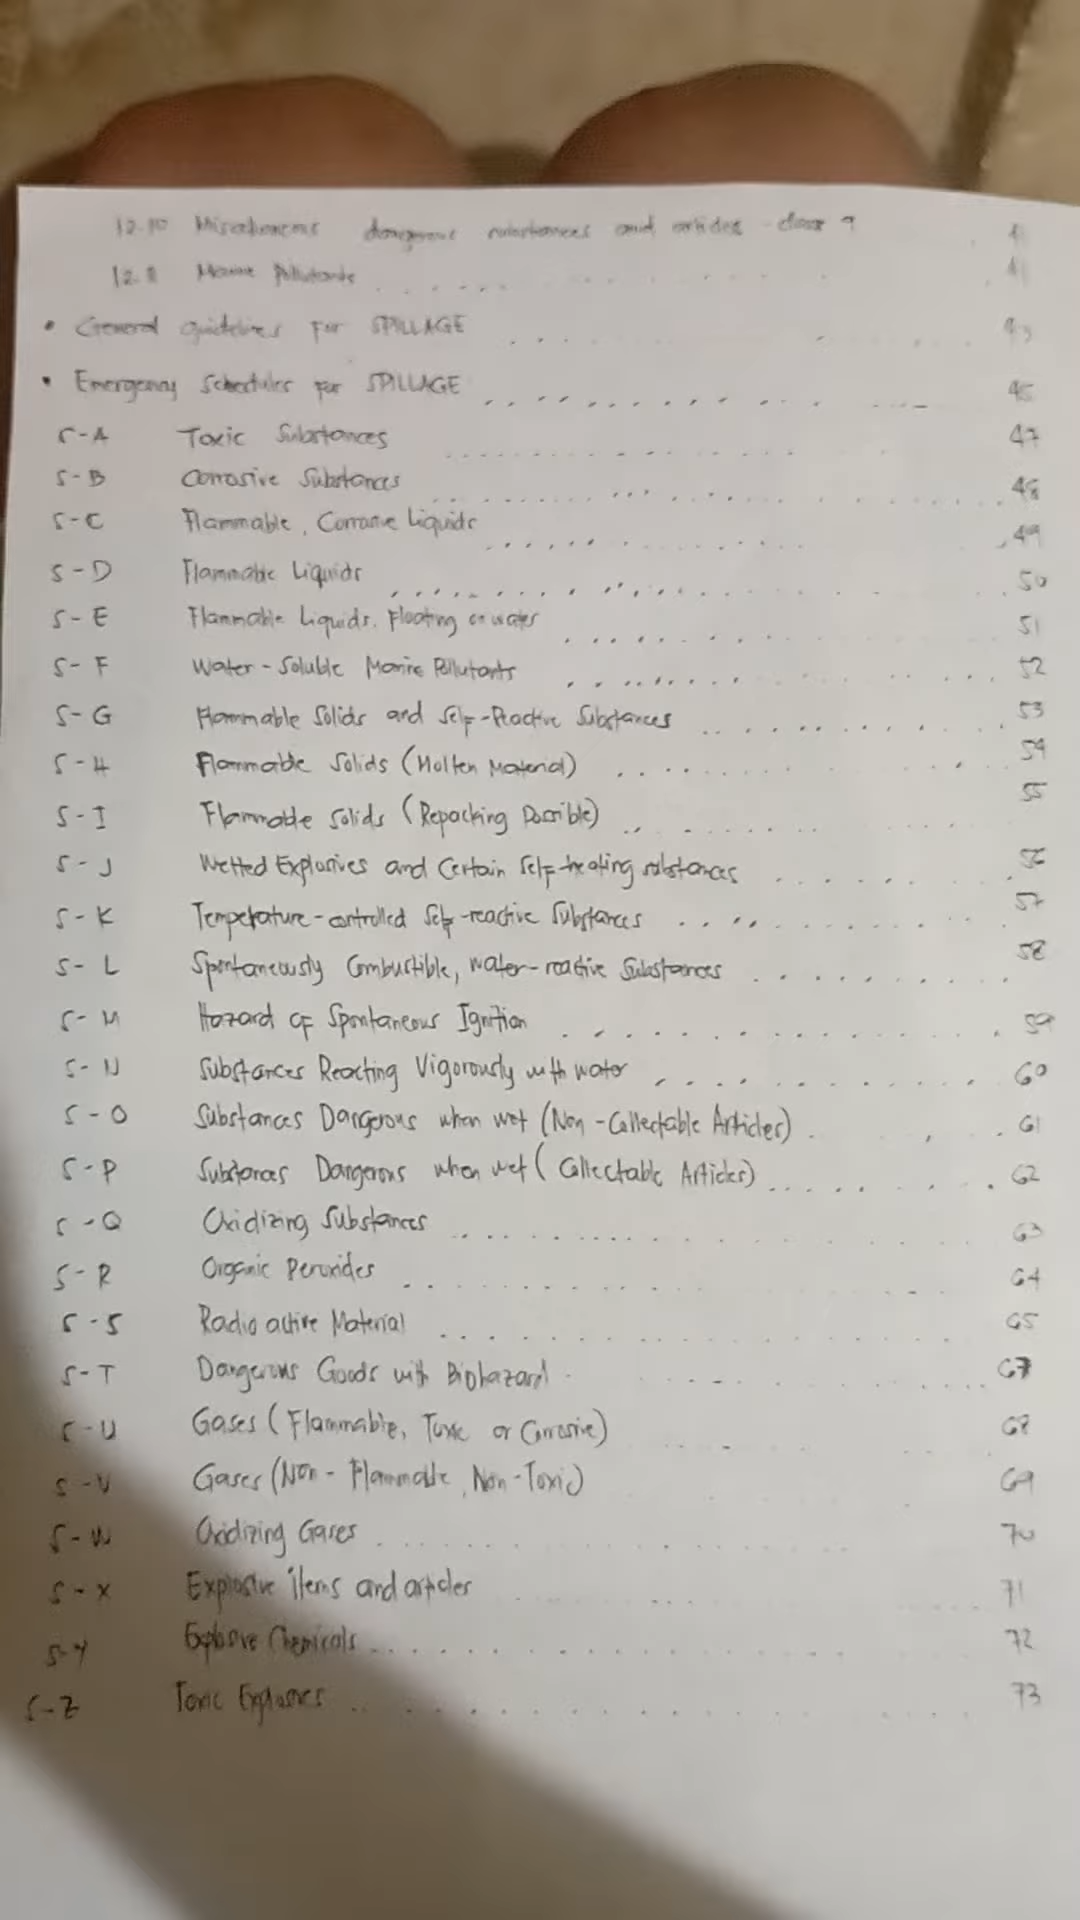 12.10 Miscellaneous dangerous substances and articles - class 9 . 41
12.11 Marine Pollutants . . . . . . . . . . 41
• General guidelines for SPILLAGE . . . . . . . . . . 43
• Emergency Schedules for SPILLAGE . . . . . . . . . . 45
S-A Toxic Substances . . . . . . . . . . 47
S-B Corrosive Substances . . . . . . . . . . 48
S-C Flammable, Corrosive Liquids . . . . . . . . . . 49
S-D Flammable Liquids . . . . . . . . . . 50
S-E Flammable Liquids, Floating on water . . . . . . . . . . 51
S-F Water-Soluble Marine Pollutants . . . . . . . . . . 52
S-G Flammable Solids and Self-Reactive Substances . . . . . . . . . . 53
S-H Flammable Solids (Molten Material) . . . . . . . . . . 54
S-I Flammable Solids (Repacking Possible) . . . . . . . . . . 55
S-J Wetted Explosives and Certain Self-heating substances . . . . . . 56
S-K Temperature-controlled Self-reactive Substances . . . . . . . . . . 57
S-L Spontaneously Combustible, water-reactive Substances . . . . . . . . . . 58
S-M Hazard of Spontaneous Ignition . . . . . . . . . . 59
S-N Substances Reacting Vigorously with water . . . . . . . . . . 60
S-O Substances Dangerous when wet (Non-Collectable Articles) . . . 61
S-P Substances Dangerous when wet (Collectable Articles) . . . . . . . . . . 62
S-Q Oxidizing Substances . . . . . . . . . . 63
S-R Organic Peroxides . . . . . . . . . . 64
S-S Radio active Material . . . . . . . . . . 65
S-T Dangerous Goods with Biohazard . . . . . . . . . . 67
S-U Gases (Flammable, Toxic or Corrosive) . . . . . . 68
S-V Gases (Non-Flammable, Non-Toxic) . . . 69
S-W Oxidizing Gases . . . . . . . . . . 70
S-X Explosive items and articles . . . . . . . . . . 71
S-Y Explosive Chemicals . . . . . . . . . . 72
S-Z Toxic Explosives . . . . . . . . . . 73